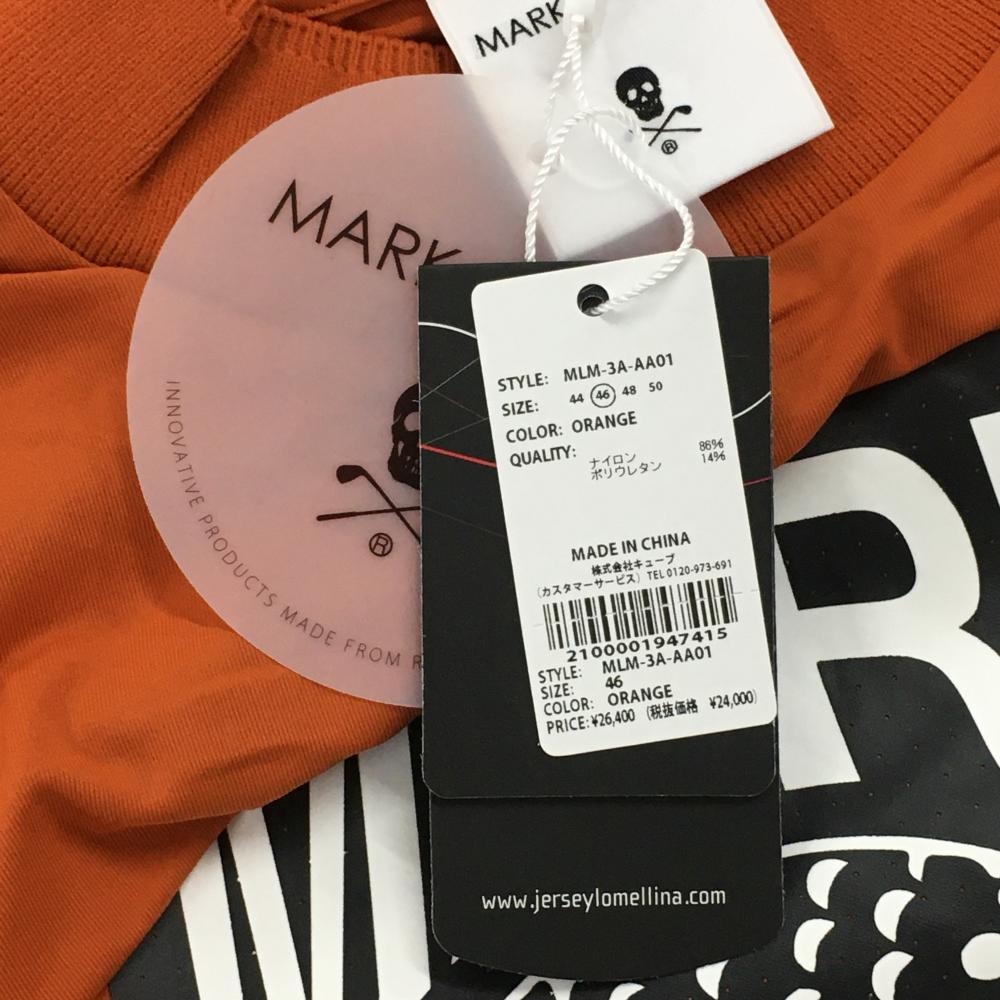 MARK
®
MARK
®
INNOVATIVE PRODUCTS MADE FROM R
STYLE: MLM-3A-AA01
SIZE: 44 46 48 50
COLOR: ORANGE
QUALITY:
ナイロン 86%
ポリウレタン 14%
MADE IN CHINA
株式会社キューブ
(カスタマーサービス) TEL 0120-973-691
2100001947415
STYLE: MLM-3A-AA01
SIZE: 46
COLOR: ORANGE
PRICE: ¥26,400 (税抜価格 ¥24,000)
www.jerseylomellina.com
R